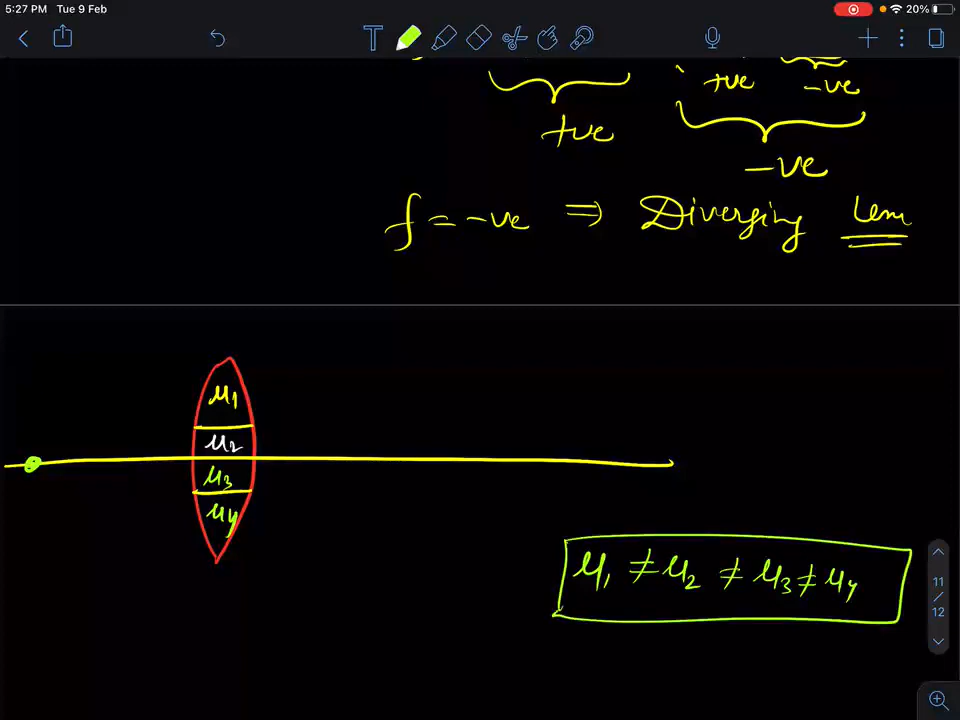 5:27 PM Tue 9 Feb 20%
+ve -ve
+ve
-ve
f = -ve ⇒ Diverging lens
μ1
μ2
μ3
μ4
μ1 ≠ μ2 ≠ μ3 ≠ μ4
11
/
12